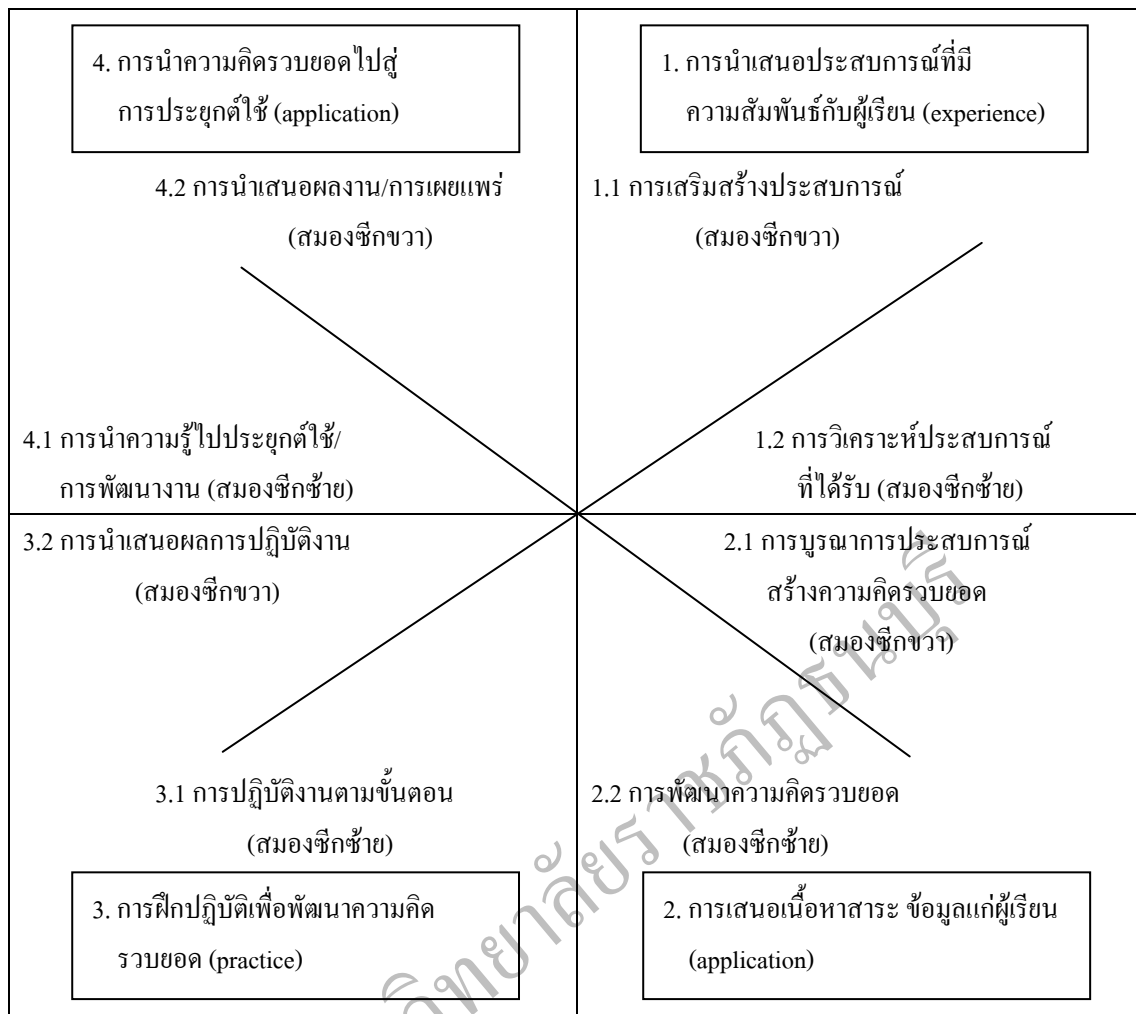 4. การนำความคิดรวบยอดไปสู่
การประยุกต์ใช้ (application)
4.2 การนำเสนอผลงาน/การเผยแพร่
(สมองซีกขวา)
4.1 การนำความรู้ไปประยุกต์ใช้/
การพัฒนางาน (สมองซีกซ้าย)
1. การนำเสนอประสบการณ์ที่มี
ความสัมพันธ์กับผู้เรียน (experience)
1.1 การเสริมสร้างประสบการณ์
(สมองซีกขวา)
1.2 การวิเคราะห์ประสบการณ์
ที่ได้รับ (สมองซีกซ้าย)
3.2 การนำเสนอผลการปฏิบัติงาน
(สมองซีกขวา)
3.1 การปฏิบัติงานตามขั้นตอน
(สมองซีกซ้าย)
3. การฝึกปฏิบัติเพื่อพัฒนาความคิด
รวบยอด (practice)
2.1 การบูรณาการประสบการณ์
สร้างความคิดรวบยอด
(สมองซีกขวา)
2.2 การพัฒนาความคิดรวบยอด
(สมองซีกซ้าย)
2. การเสนอเนื้อหาสาระ ข้อมูลแก่ผู้เรียน
(application)
วิทยาลัยราชภัฏธนบุรี